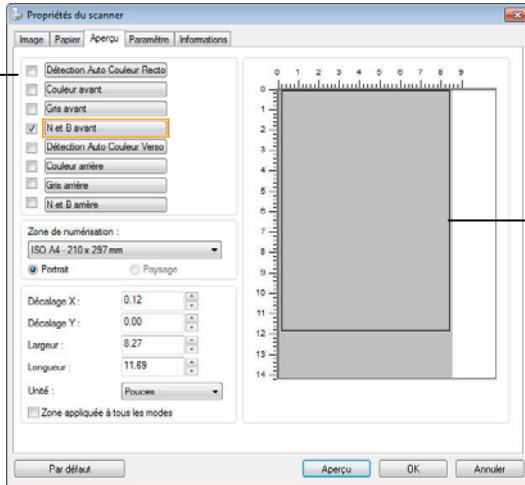 Propriétés du scanner
Image Papier Aperçu Paramètre Informations
Détection Auto Couleur Recto
Couleur avant
Gris avant
N et B avant
Détection Auto Couleur Verso
Couleur arrière
Gris arrière
N et B arrière
Zone de numérisation :
ISO A4 - 210 x 297 mm
Portrait Paysage
Décalage X : 0.12
Décalage Y : 0.00
Largeur : 8.27
Longueur : 11.69
Unité : Pouces
Zone appliquée à tous les modes
0 1 2 3 4 5 6 7 8 9
0
1
2
3
4
5
6
7
8
9
10
11
12
13
14
Par défaut Aperçu OK Annuler